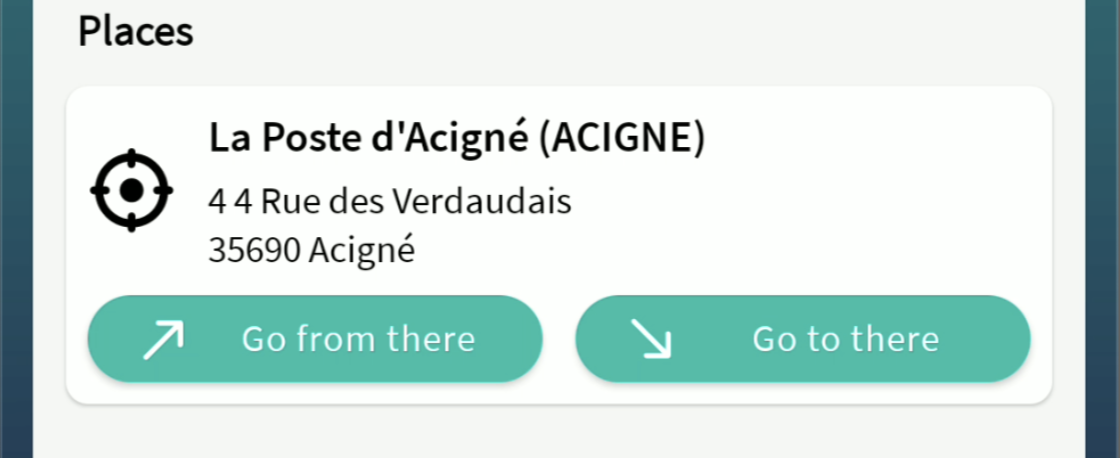 Places
La Poste d'Acigné (ACIGNE)
4 4 Rue des Verdaudais
35690 Acigné
Go from there
Go to there